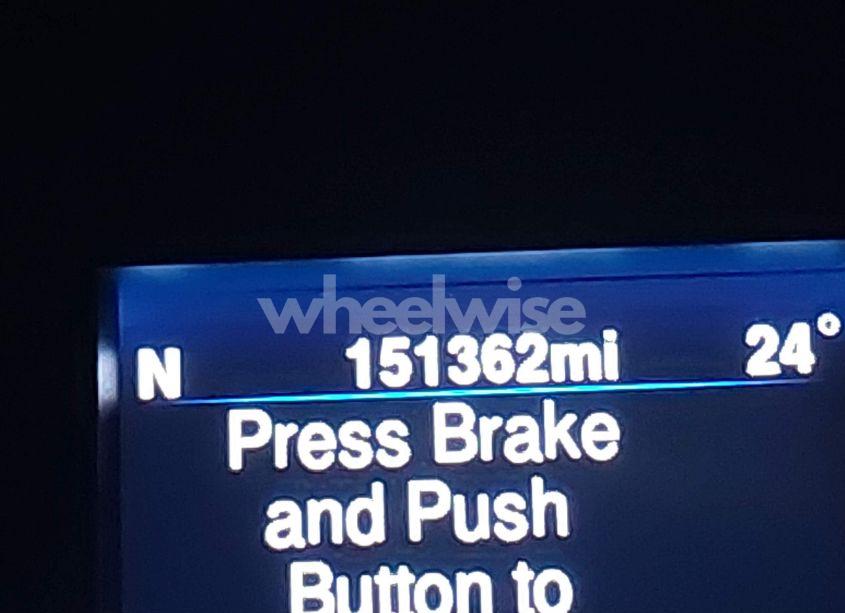 wheelwise
N 151362mi 24°
Press Brake
and Push
Button to